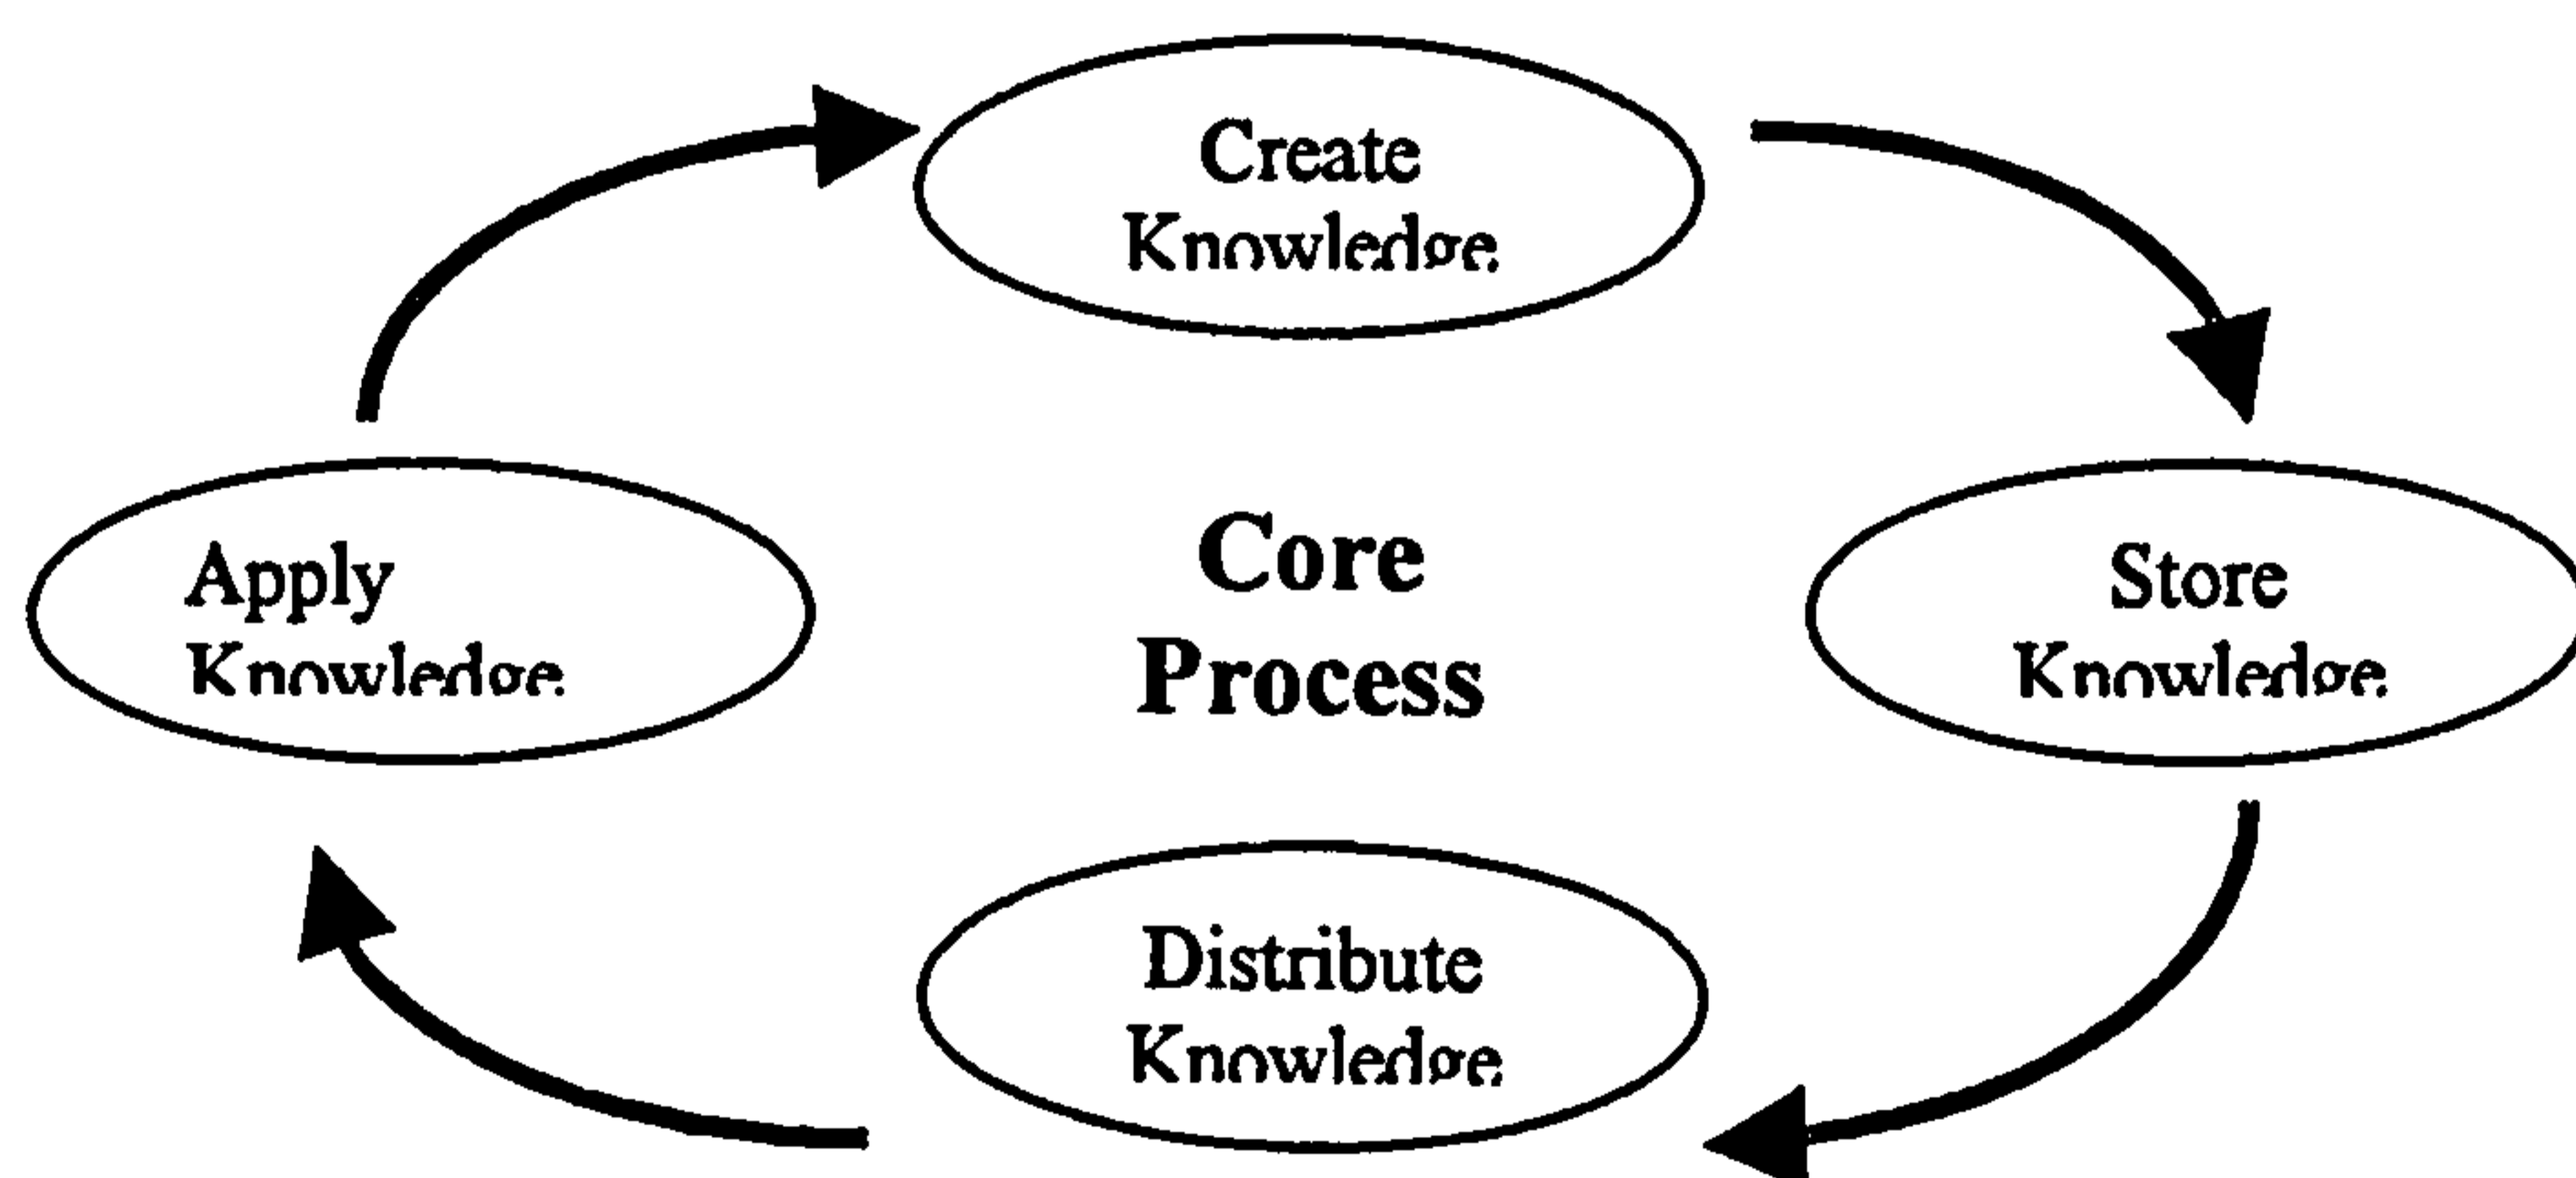 Create
Knowledge
Apply
Knowledge
Core
Process
Store
Knowledge
Distribute
Knowledge